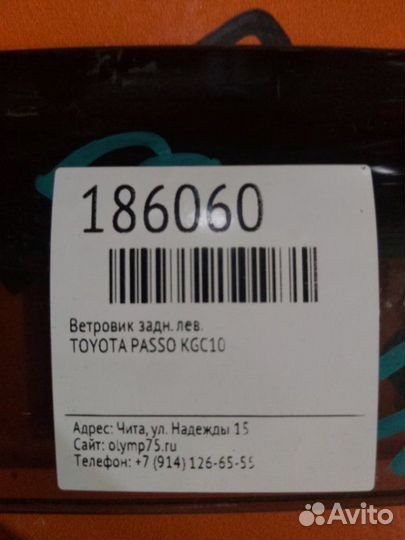 186060
Ветровик задн. лев.
TOYOTA PASSO KGC10
Адрес: Чита, ул. Надежды 15
Сайт: olymp75.ru
Телефон: +7 (914) 126-65-55
Avito